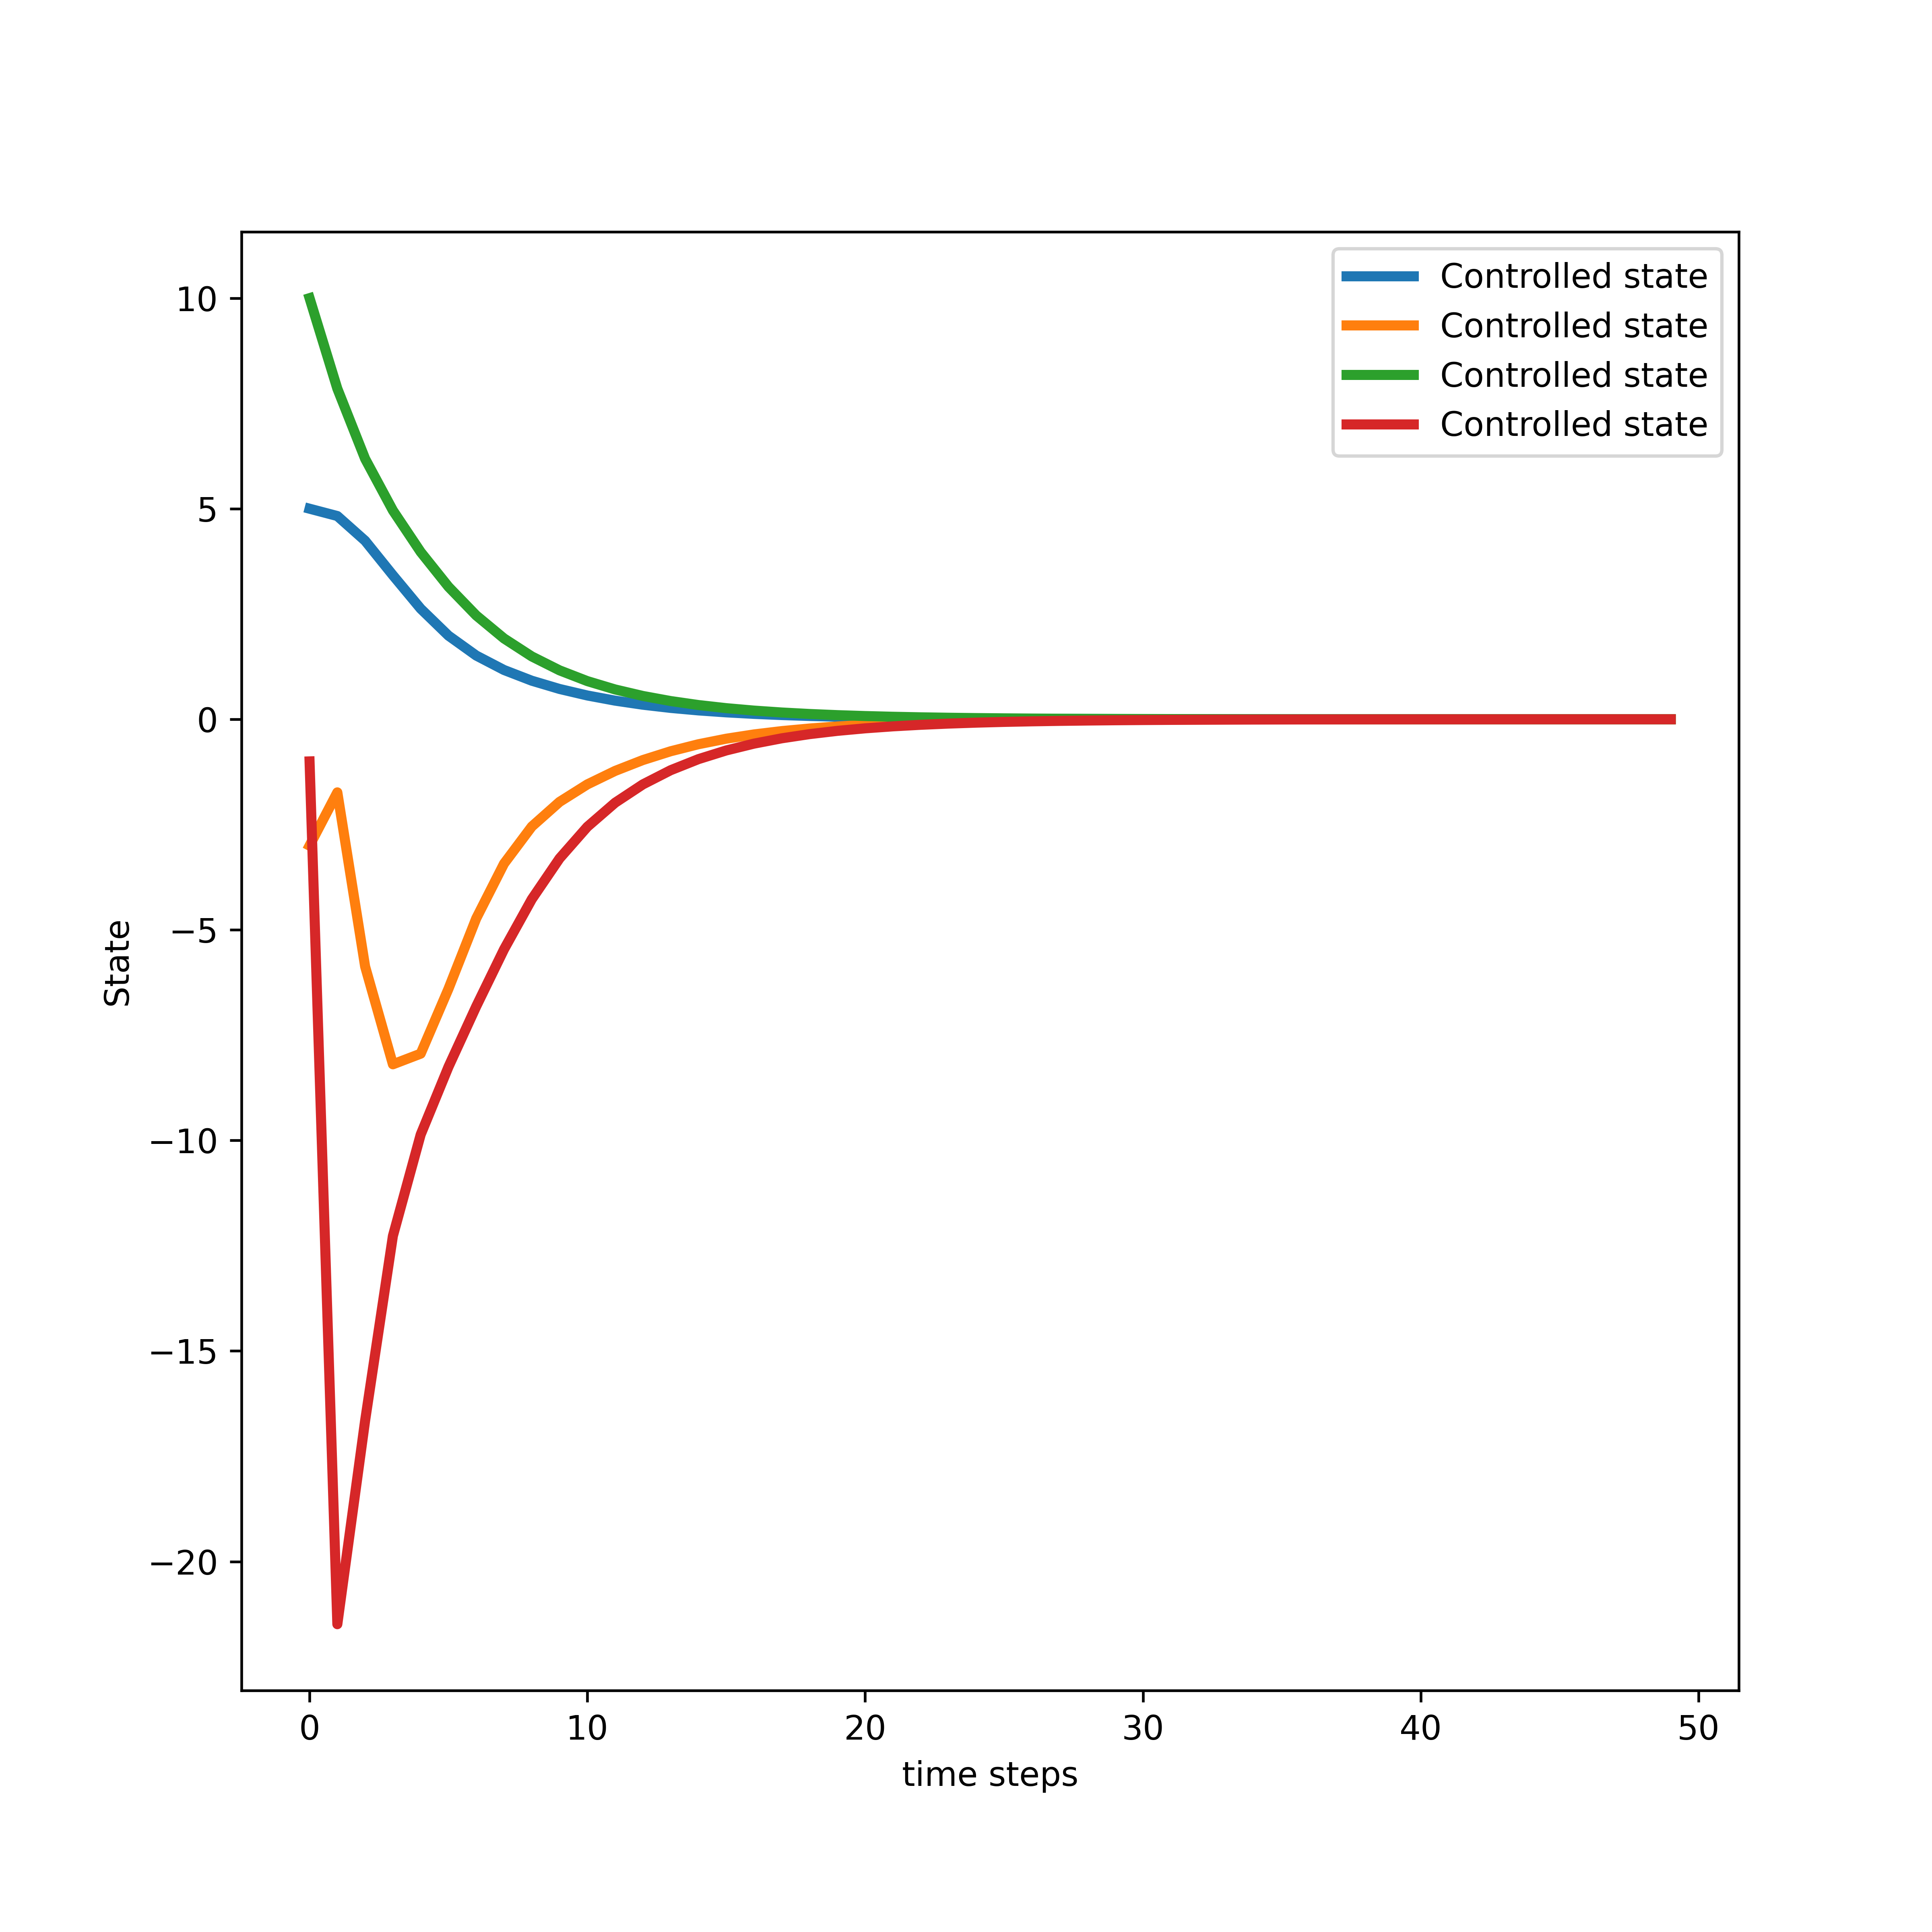 Controlled state
Controlled state
Controlled state
Controlled state
10
5
0
−5
−10
−15
−20
State
0 10 20 30 40 50
time steps